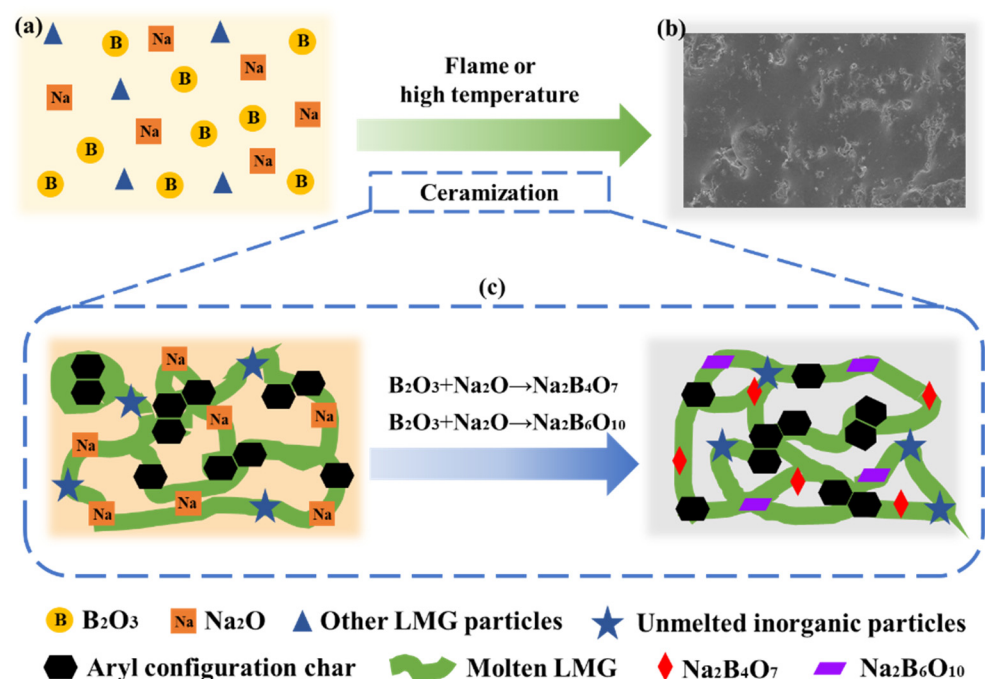 (a)
B
Na
B
Na
B
Na
Na
B
Na
B
B
Na
B
B
B
Flame or
high temperature
Ceramization
(b)
(c)
Na
Na
Na
Na
Na
Na
Na
B₂O₃+Na₂O→Na₂B₄O₇
B₂O₃+Na₂O→Na₂B₆O₁₀
B B₂O₃ Na Na₂O Other LMG particles Unmelted inorganic particles
Aryl configuration char Molten LMG Na₂B₄O₇ Na₂B₆O₁₀